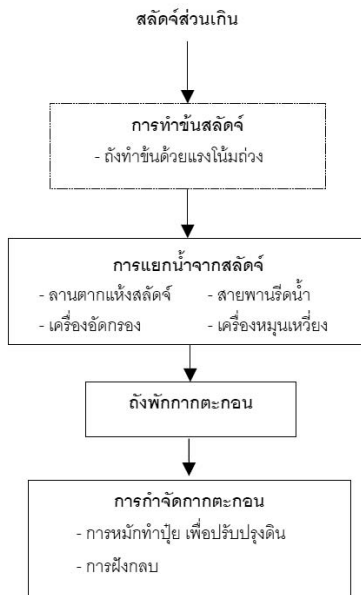 สลัดจ์ส่วนเกิน
การทำข้นสลัดจ์
- ถังทำข้นด้วยแรงโน้มถ่วง
การแยกน้ำจากสลัดจ์
- ลานตากแห้งสลัดจ์ - สายพานรีดน้ำ
- เครื่องอัดกรอง - เครื่องหมุนเหวี่ยง
ถังพักกากตะกอน
การกำจัดกากตะกอน
- การหมักทำปุ๋ย เพื่อปรับปรุงดิน
- การฝังกลบ